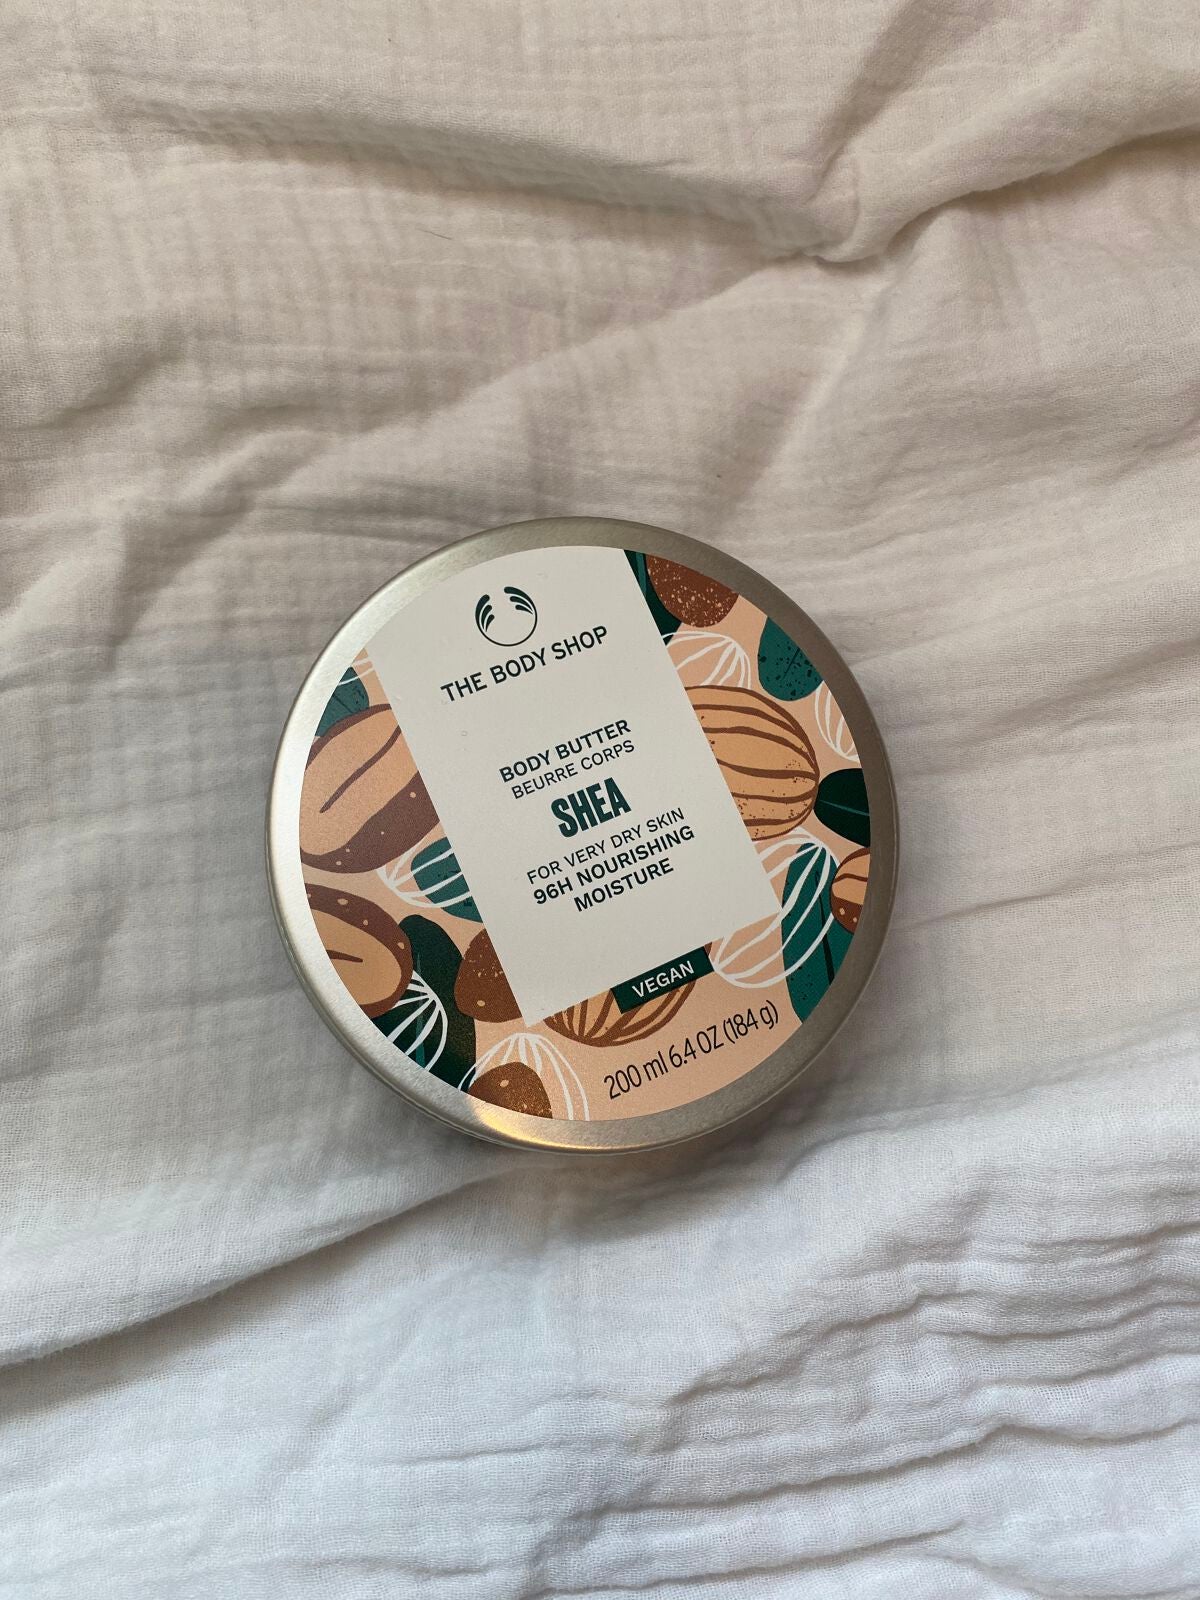 THE BODY SHOP
BODY BUTTER
BEURRE CORPS
SHEA
FOR VERY DRY SKIN
96H NOURISHING
MOISTURE
VEGAN
200 ml 6.4 OZ (184 g)